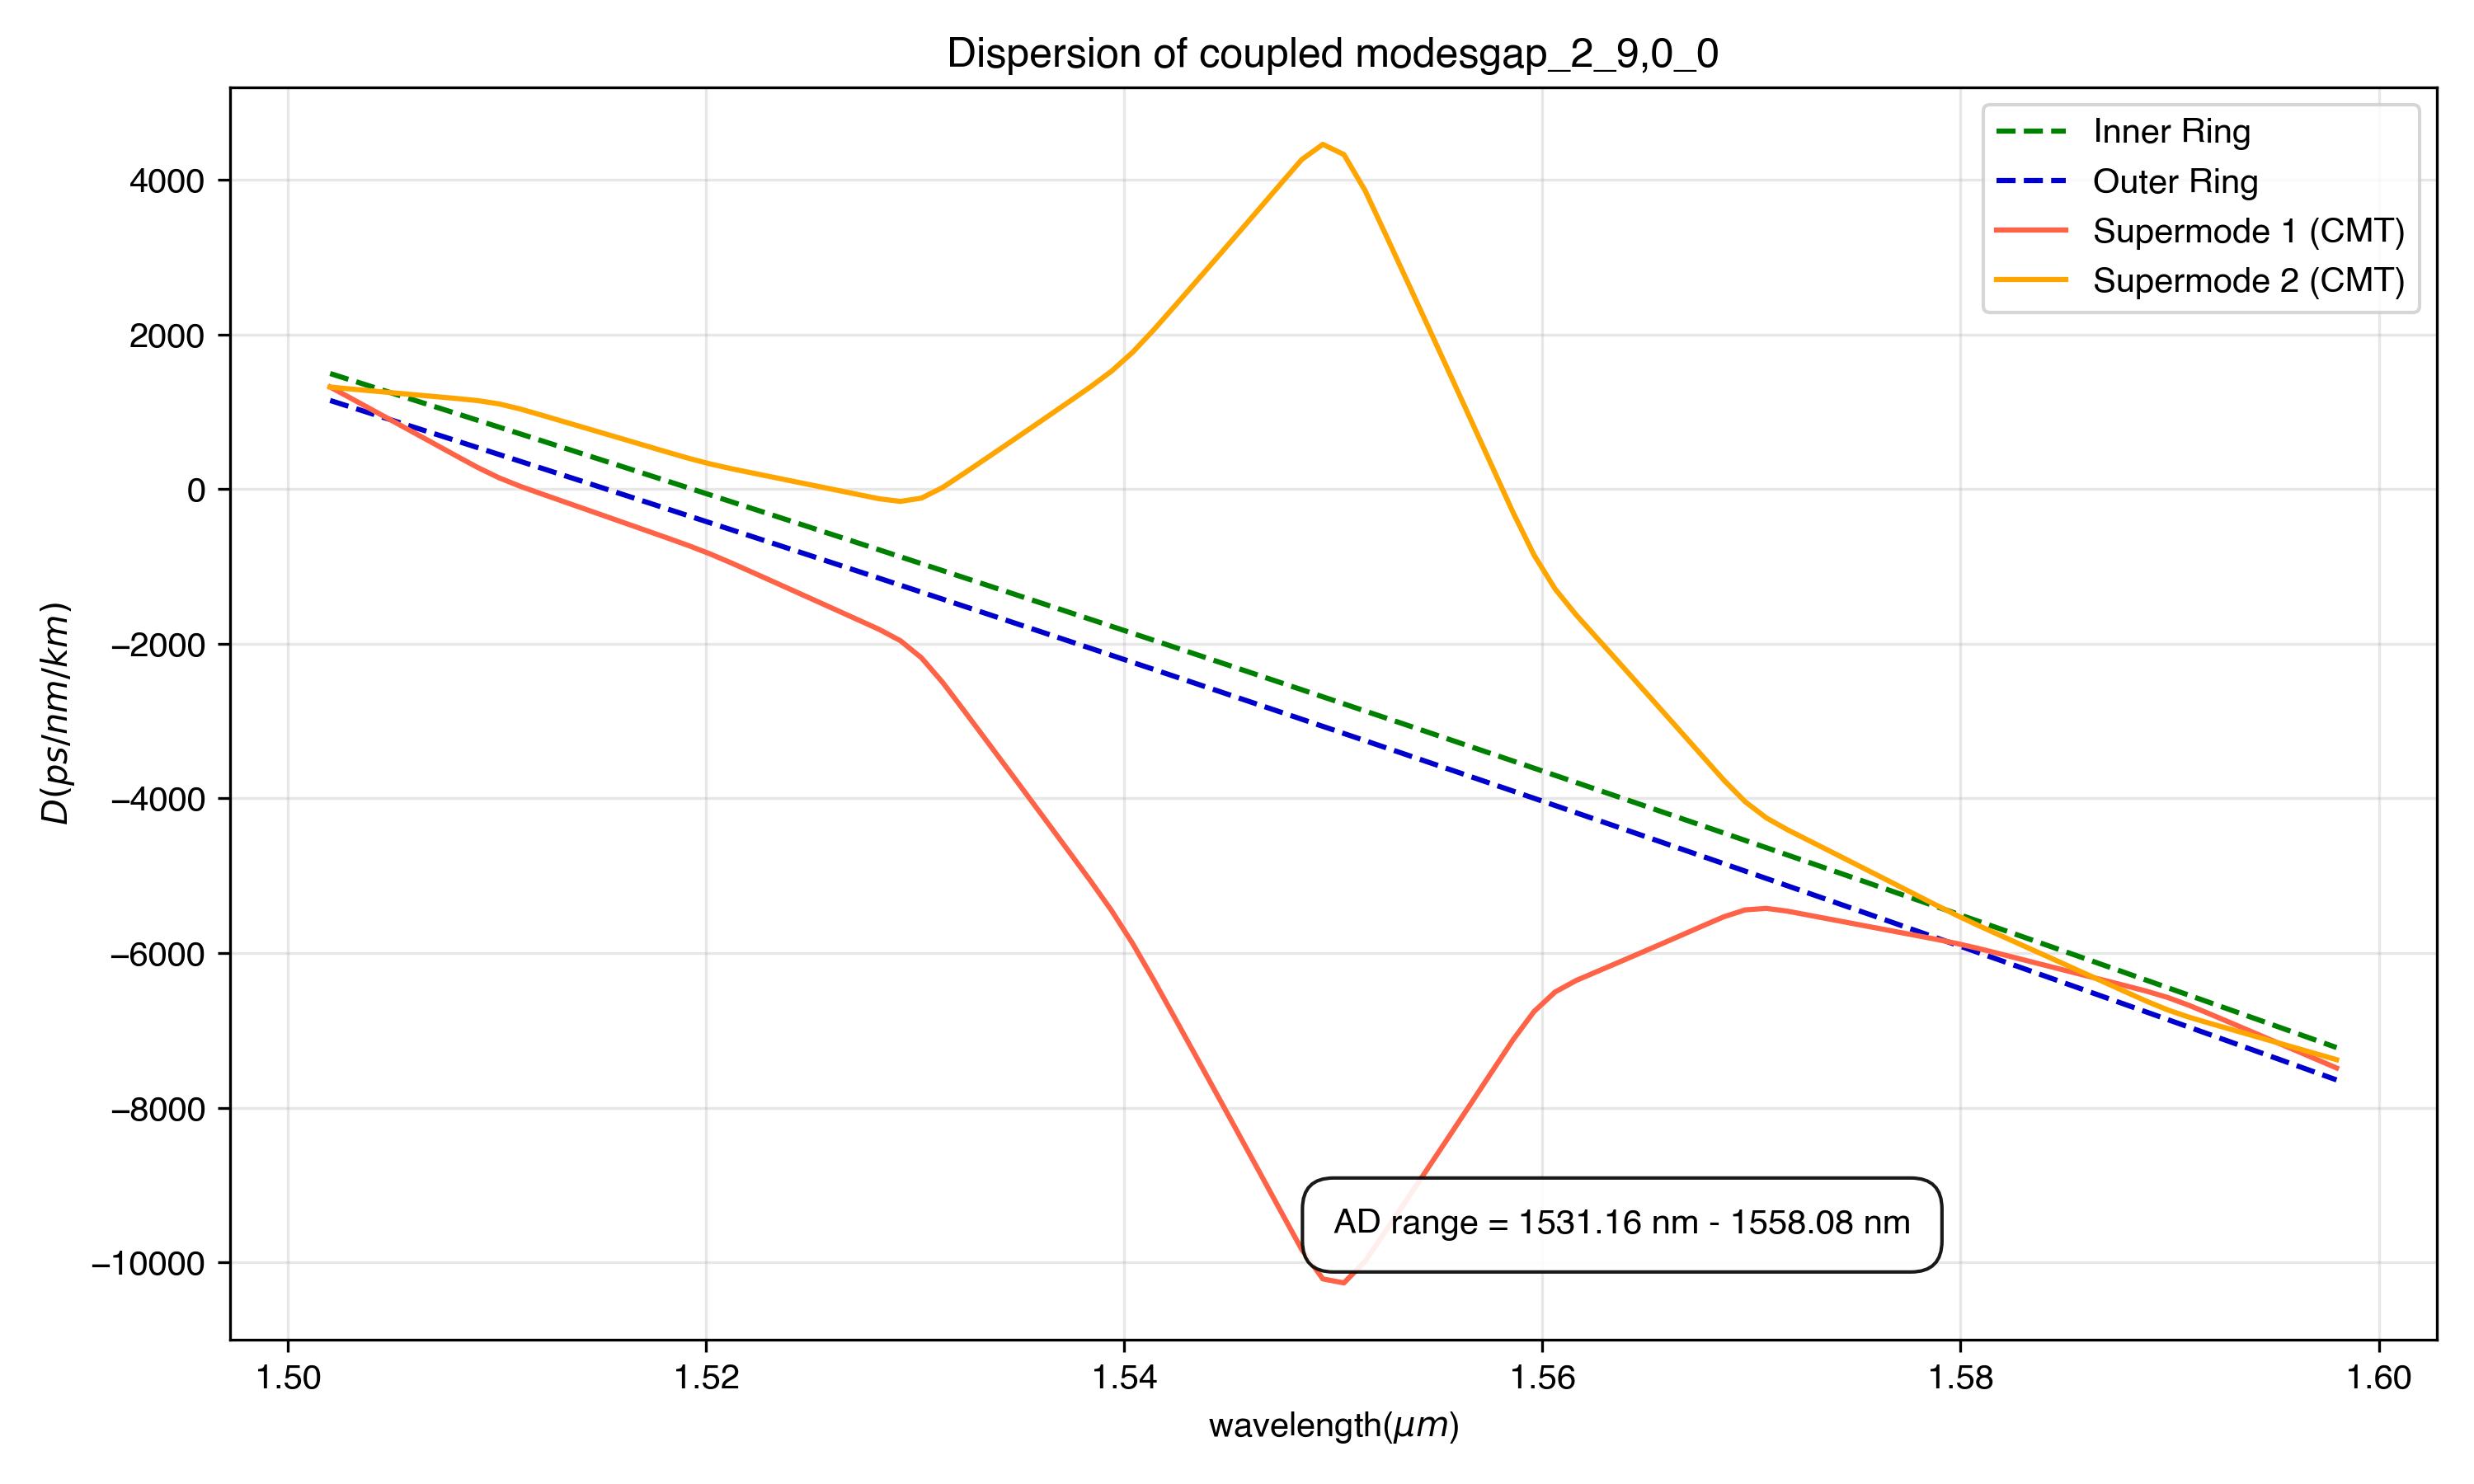 Dispersion of coupled modesgap_2_9,0_0
Inner Ring
Outer Ring
Supermode 1 (CMT)
Supermode 2 (CMT)
4000
2000
0
−2000
−4000
−6000
−8000
−10000
D(ps/nm/km)
AD range = 1531.16 nm - 1558.08 nm
1.50 1.52 1.54 1.56 1.58 1.60
wavelength(μm)